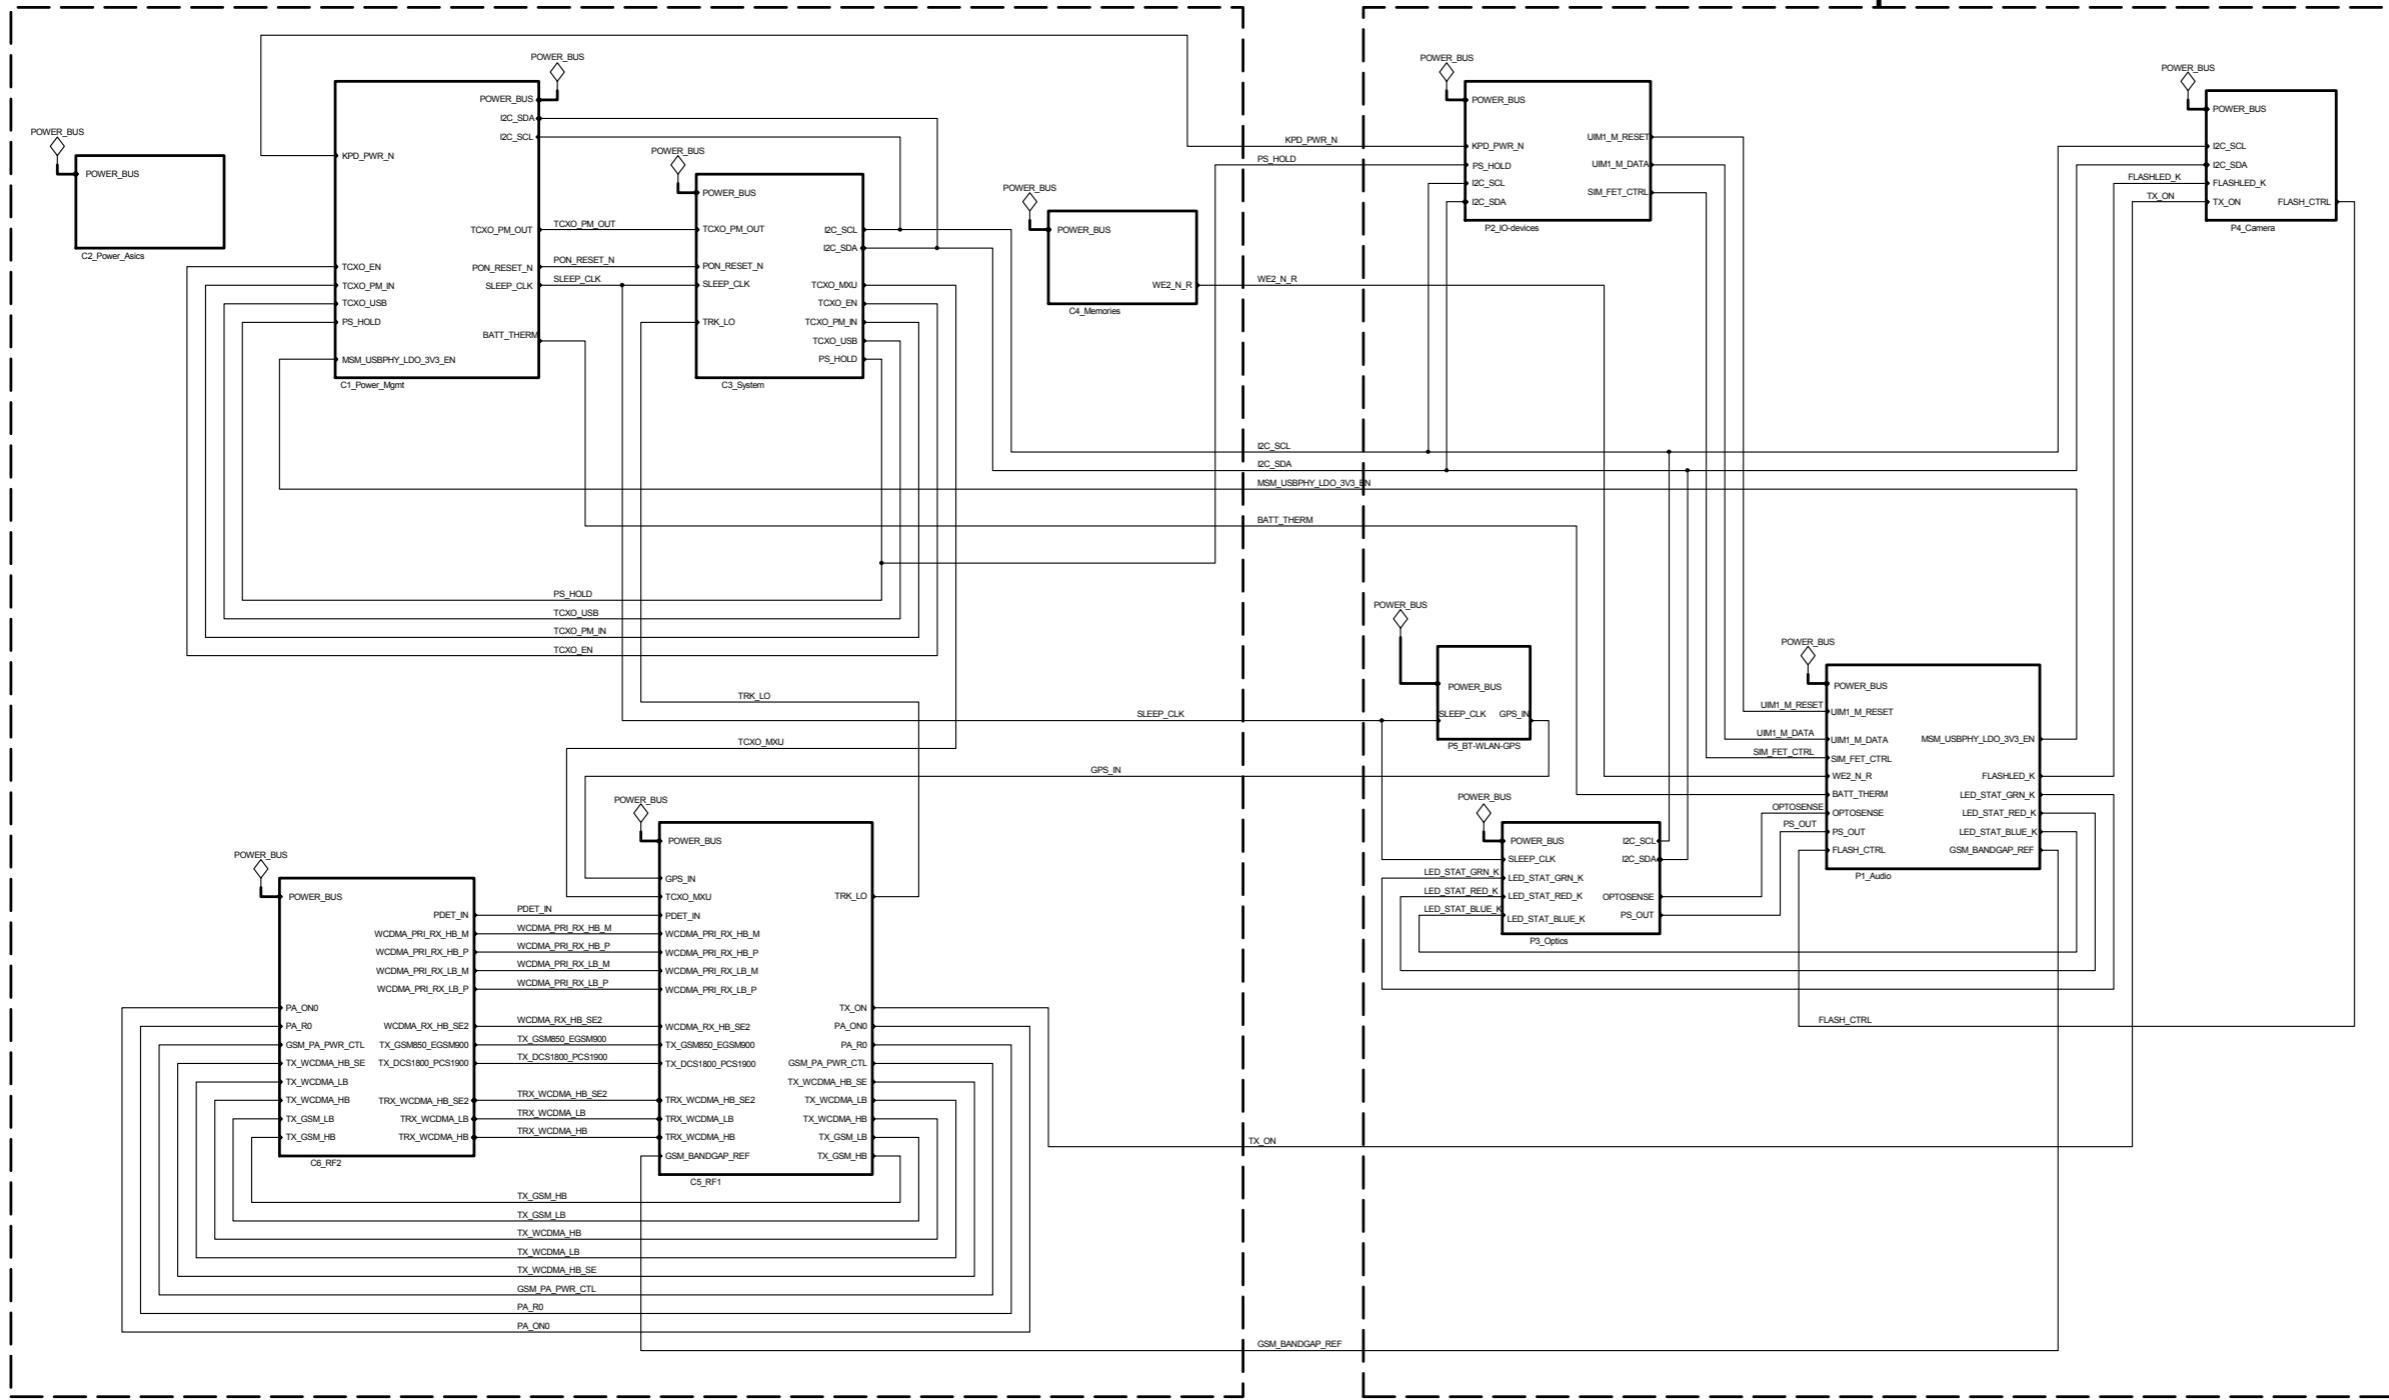 POWER_BUS
POWER_BUS
C2_Power_Asics
POWER_BUS
POWER_BUS
I2C_SDA
I2C_SCL
KPD_PWR_N
TCXO_PM_OUT
TCXO_EN
PON_RESET_N
TCXO_PM_IN
SLEEP_CLK
TCXO_USB
PS_HOLD
BATT_THERM
MSM_USBPHY_LDO_3V3_EN
C1_Power_Mgmt
TCXO_PM_OUT
PON_RESET_N
SLEEP_CLK
POWER_BUS
POWER_BUS
TCXO_PM_OUT
I2C_SCL
I2C_SDA
PON_RESET_N
SLEEP_CLK
TCXO_MXU
TCXO_EN
TRK_LO
TCXO_PM_IN
TCXO_USB
PS_HOLD
C3_System
POWER_BUS
POWER_BUS
WE2_N_R
C4_Memories
KPD_PWR_N
PS_HOLD
WE2_N_R
I2C_SCL
I2C_SDA
MSM_USBPHY_LDO_3V3_EN
BATT_THERM
PS_HOLD
TCXO_USB
TCXO_PM_IN
TCXO_EN
TRK_LO
SLEEP_CLK
TCXO_MXU
GPS_IN
POWER_BUS
POWER_BUS
KPD_PWR_N
UIM1_M_RESET
PS_HOLD
UIM1_M_DATA
I2C_SCL
SIM_FET_CTRL
I2C_SDA
P2_IO-devices
POWER_BUS
POWER_BUS
I2C_SCL
I2C_SDA
FLASHLED_K
FLASHLED_K
TX_ON
TX_ON
FLASH_CTRL
P4_Camera
POWER_BUS
POWER_BUS
SLEEP_CLK
GPS_IN
P5_BT-WLAN-GPS
POWER_BUS
POWER_BUS
UIM1_M_RESET
UIM1_M_RESET
UIM1_M_DATA
UIM1_M_DATA
MSM_USBPHY_LDO_3V3_EN
SIM_FET_CTRL
SIM_FET_CTRL
WE2_N_R
FLASHLED_K
BATT_THERM
LED_STAT_GRN_K
OPTOSENSE
OPTOSENSE
LED_STAT_RED_K
PS_OUT
PS_OUT
LED_STAT_BLUE_K
FLASH_CTRL
GSM_BANDGAP_REF
P1_Audio
POWER_BUS
POWER_BUS
I2C_SCL
SLEEP_CLK
I2C_SDA
LED_STAT_GRN_K
LED_STAT_GRN_K
LED_STAT_RED_K
LED_STAT_RED_K
OPTOSENSE
LED_STAT_BLUE_K
LED_STAT_BLUE_K
PS_OUT
P3_Optics
FLASH_CTRL
POWER_BUS
POWER_BUS
PDET_IN
WCDMA_PRI_RX_HB_M
WCDMA_PRI_RX_HB_P
WCDMA_PRI_RX_LB_M
WCDMA_PRI_RX_LB_P
PA_ON0
PA_R0
WCDMA_RX_HB_SE2
GSM_PA_PWR_CTL
TX_GSM850_EGSM900
TX_WCDMA_HB_SE
TX_DCS1800_PCS1900
TX_WCDMA_LB
TX_WCDMA_HB
TRX_WCDMA_HB_SE2
TX_GSM_LB
TRX_WCDMA_LB
TX_GSM_HB
TRX_WCDMA_HB
C6_RF2
PDET_IN
WCDMA_PRI_RX_HB_M
WCDMA_PRI_RX_HB_P
WCDMA_PRI_RX_LB_M
WCDMA_PRI_RX_LB_P
WCDMA_RX_HB_SE2
TX_GSM850_EGSM900
TX_DCS1800_PCS1900
TRX_WCDMA_HB_SE2
TRX_WCDMA_LB
TRX_WCDMA_HB
POWER_BUS
POWER_BUS
GPS_IN
TCXO_MXU
TRK_LO
PDET_IN
WCDMA_PRI_RX_HB_M
WCDMA_PRI_RX_HB_P
WCDMA_PRI_RX_LB_M
WCDMA_PRI_RX_LB_P
TX_ON
WCDMA_RX_HB_SE2
PA_ON0
TX_GSM850_EGSM900
PA_R0
TX_DCS1800_PCS1900
GSM_PA_PWR_CTL
TX_WCDMA_HB_SE
TRX_WCDMA_HB_SE2
TX_WCDMA_LB
TRX_WCDMA_LB
TX_WCDMA_HB
TRX_WCDMA_HB
TX_GSM_LB
GSM_BANDGAP_REF
TX_GSM_HB
C5_RF1
TX_ON
TX_GSM_HB
TX_GSM_LB
TX_WCDMA_HB
TX_WCDMA_LB
TX_WCDMA_HB_SE
GSM_PA_PWR_CTL
PA_R0
PA_ON0
GSM_BANDGAP_REF